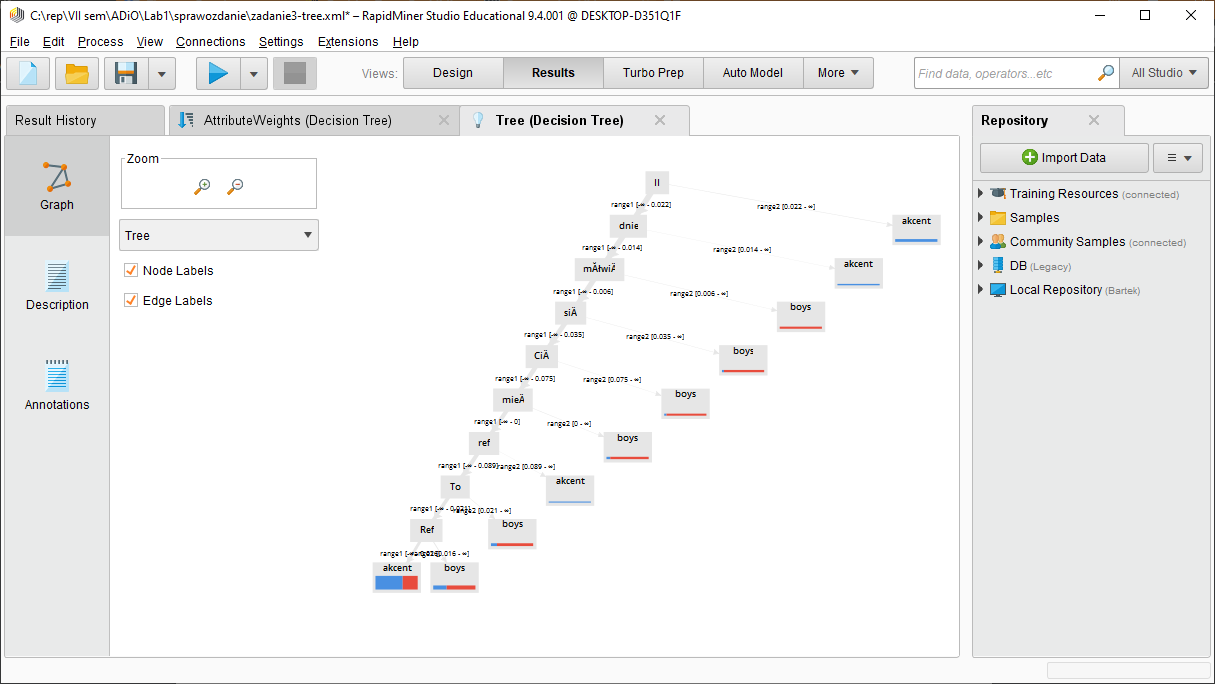 C:\rep\VII sem\ADiO\Lab1\sprawozdanie\zadanie3-tree.xml* – RapidMiner Studio Educational 9.4.001 @ DESKTOP-D351Q1F
File Edit Process View Connections Settings Extensions Help
Views: Design Results Turbo Prep Auto Model More Find data, operators...etc All Studio
Result History AttributeWeights (Decision Tree) Tree (Decision Tree) Repository
Import Data
Graph
Description
Annotations
Zoom
Tree
Node Labels
Edge Labels
II
range1 [-∞ - 0.022] range2 [0.022 - ∞]
dnie akcent
range1 [-∞ - 0.014] range2 [0.014 - ∞]
mĂłwiÄ akcent
range1 [-∞ - 0.006] range2 [0.006 - ∞]
siÄ boys
range1 [-∞ - 0.035] range2 [0.035 - ∞]
CiÄ boys
range1 [-∞ - 0.075] range2 [0.075 - ∞]
mieÄ boys
range1 [-∞ - 0] range2 [0 - ∞]
ref boys
range1 [-∞ - 0.089] range2 [0.089 - ∞]
To akcent
range1 [-∞ - 0.021] range2 [0.021 - ∞]
Ref boys
range1 [-∞ - 0.016] range2 [0.016 - ∞]
akcent boys
Training Resources (connected)
Samples
Community Samples (connected)
DB (Legacy)
Local Repository (Bartek)